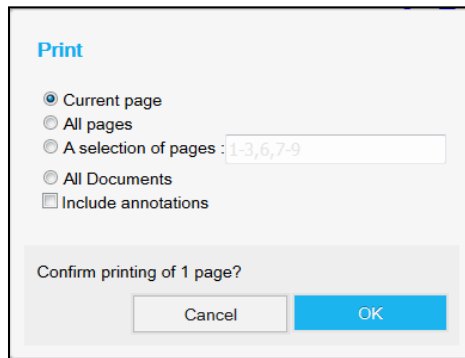 Print
Current page
All pages
A selection of pages : 1-3,6,7-9
All Documents
Include annotations
Confirm printing of 1 page?
Cancel OK